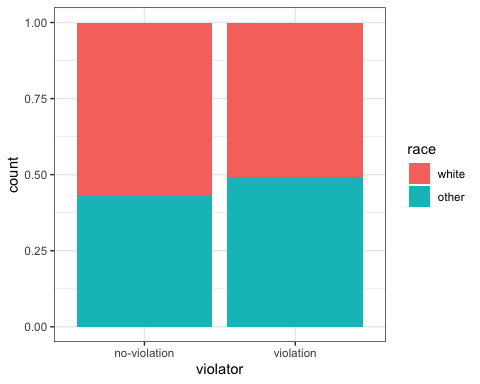 1.00
0.75
0.50
0.25
0.00
count
no-violation
violation
violator
race
white
other